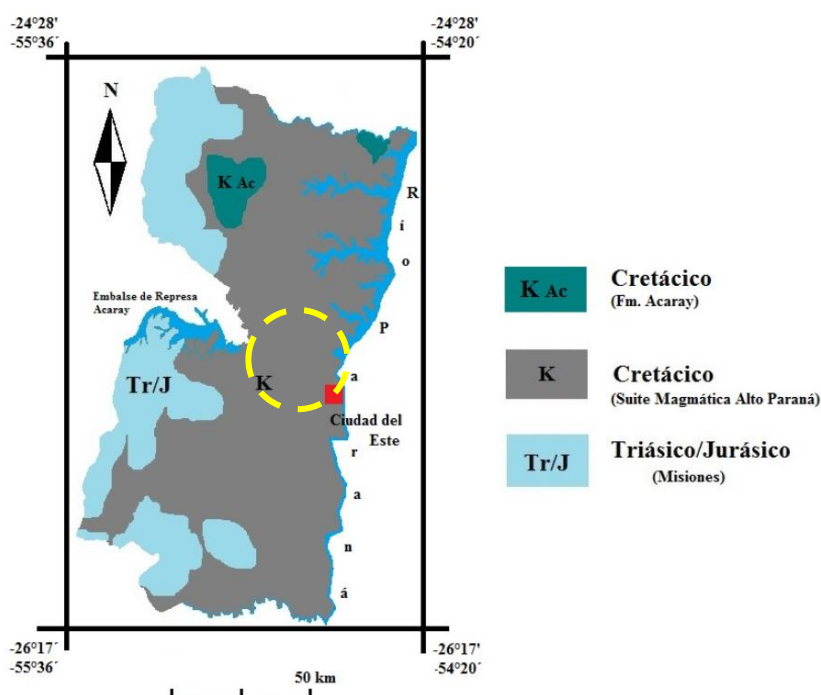 -24°28'
-55°36´
-24°28'
-54°20´
N
K Ac
R
í
o
P
a
r
a
n
á
Embalse de Represa
Acaray
Tr/J
K
Ciudad del
Este
K Ac
Cretácico
(Fm. Acaray)
K
Cretácico
(Suite Magmática Alto Paraná)
Tr/J
Triásico/Jurásico
(Misiones)
-26°17'
-55°36´
-26°17'
-54°20´
50 km